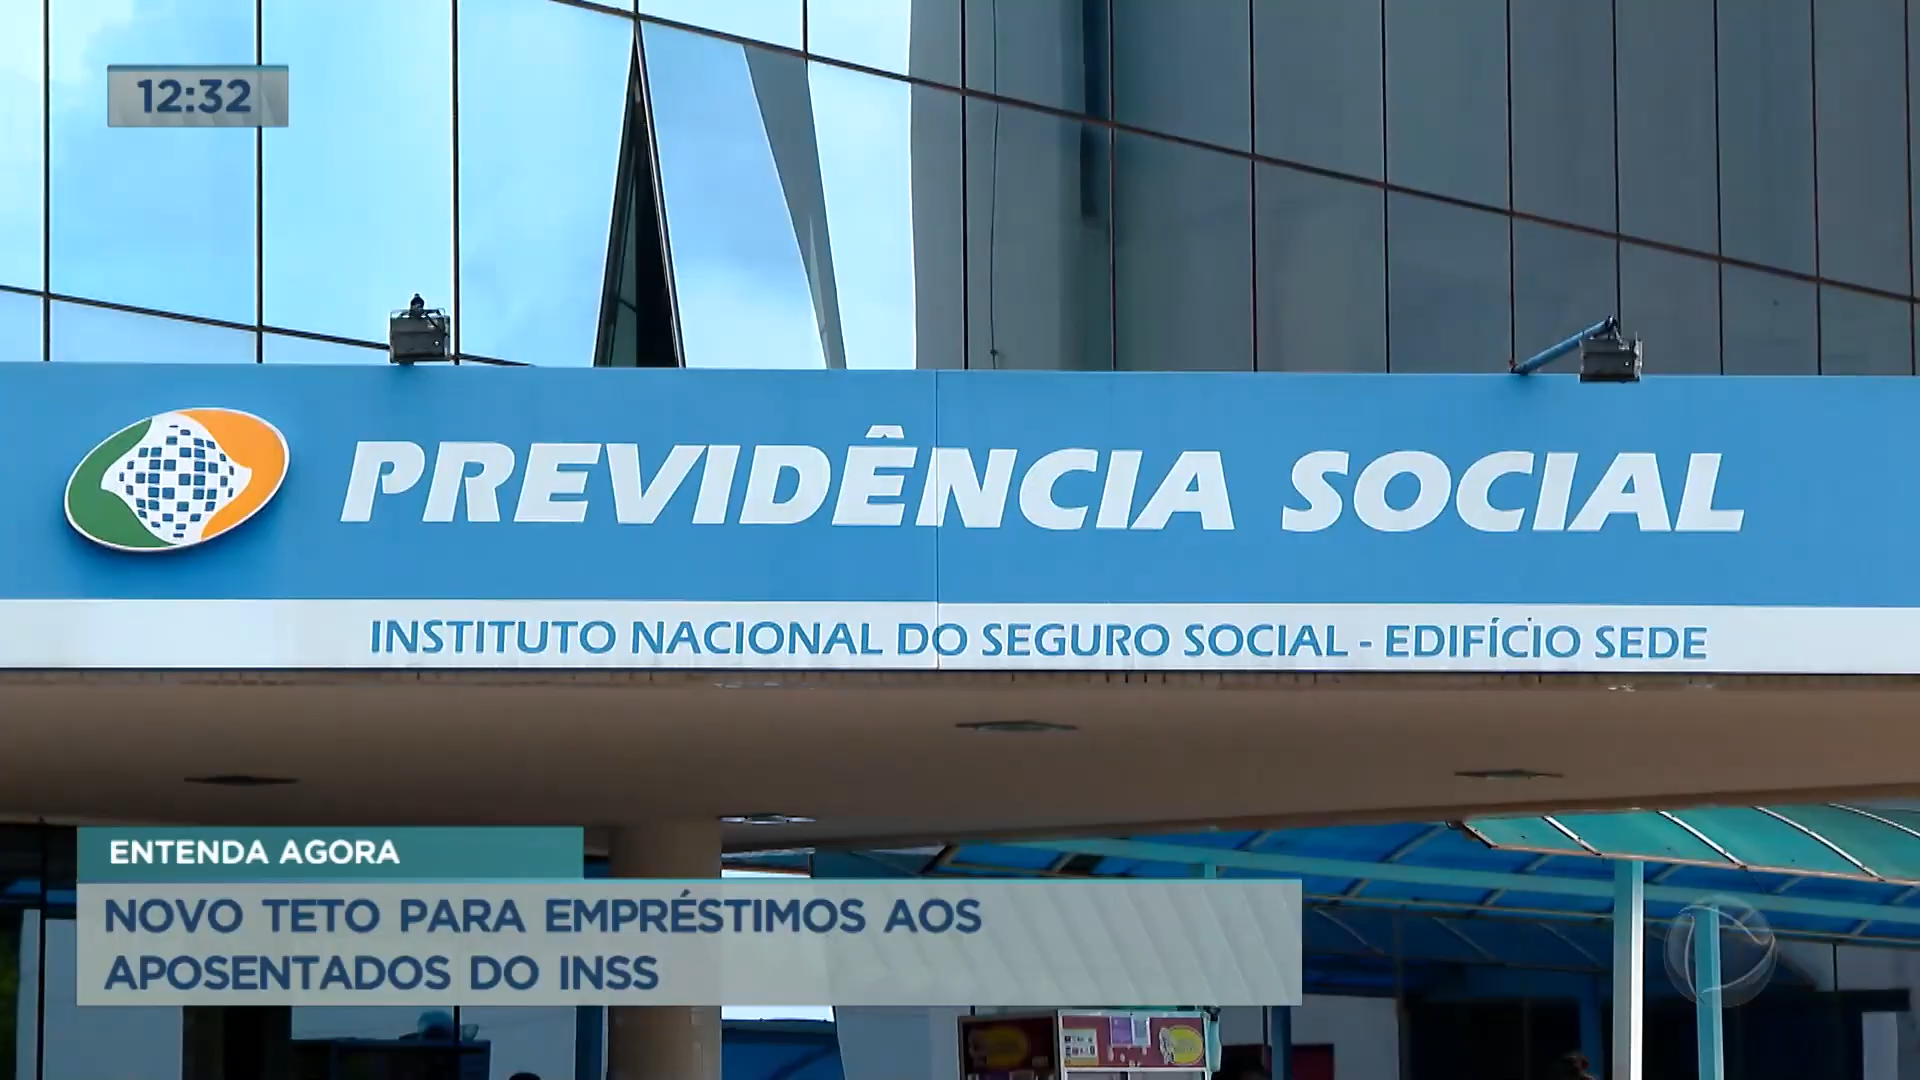 12:32
PREVIDÊNCIA SOCIAL
INSTITUTO NACIONAL DO SEGURO SOCIAL - EDIFÍCIO SEDE
ENTENDA AGORA
NOVO TETO PARA EMPRÉSTIMOS AOS
APOSENTADOS DO INSS